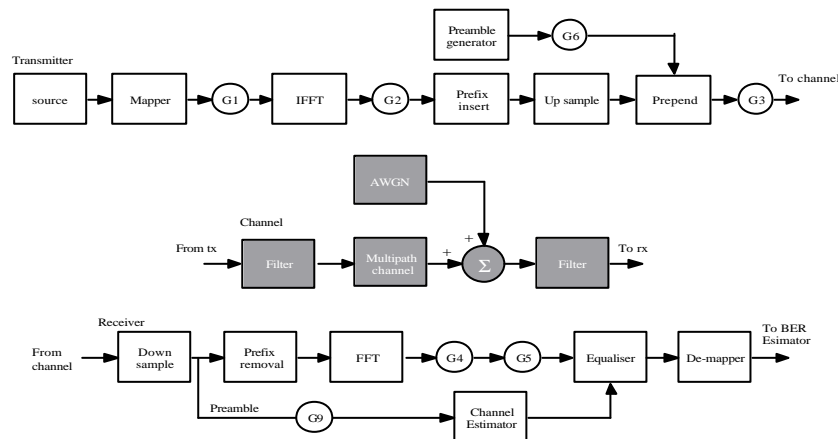 Preamble
generator
G6
Transmitter
To channel
source
Mapper
G1
IFFT
G2
Prefix
insert
Up sample
Prepend
G3
AWGN
Channel
+
From tx
Filter
Multipath
channel
+
Σ
Filter
To rx
Receiver
From
channel
Down
sample
Prefix
removal
FFT
G4
G5
Equaliser
De-mapper
To BER
Esimator
Preamble
G9
Channel
Estimator